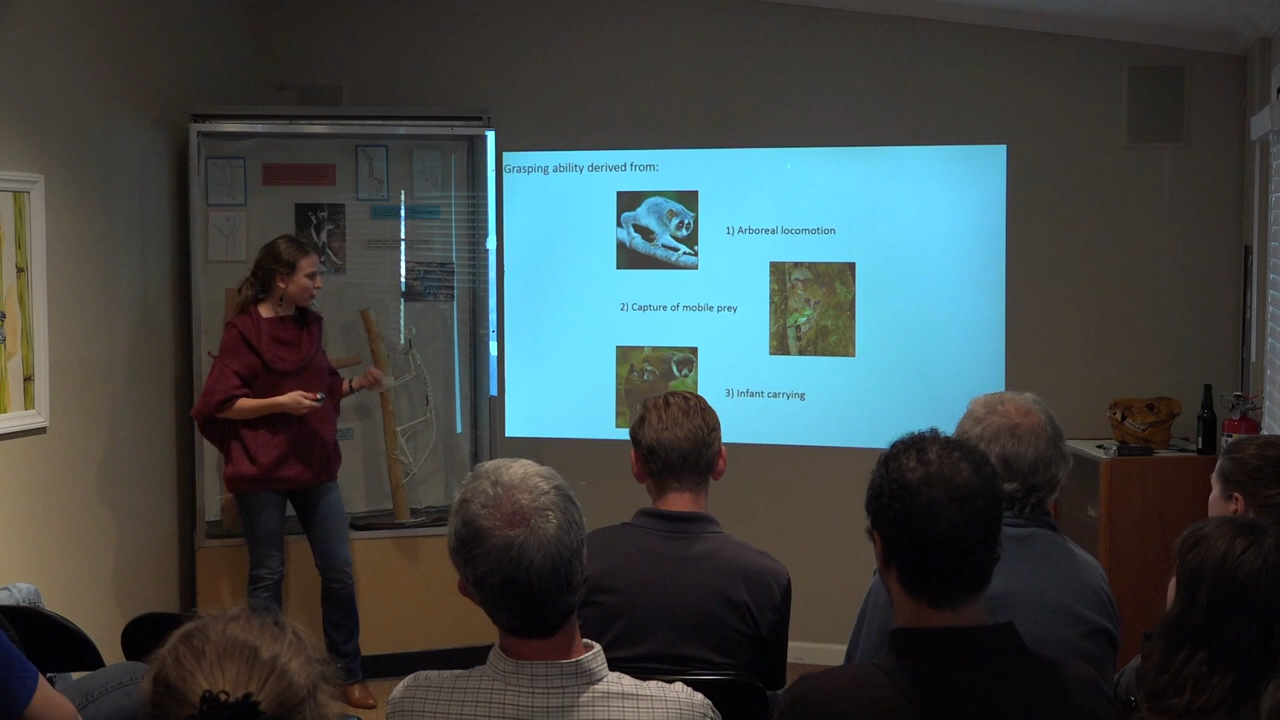 Grasping ability derived from:
1) Arboreal locomotion
2) Capture of mobile prey
3) Infant carrying